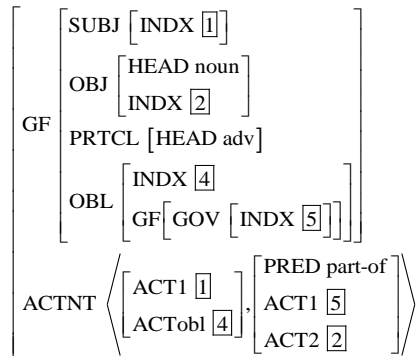 SUBJ [INDX 1]
OBJ [HEAD noun
INDX 2]
GF
PRTCL [HEAD adv]
OBL [INDX 4
GF[GOV [INDX 5]]]
ACTNT ⟨[ACT1 1
ACTobl 4], [PRED part-of
ACT1 5
ACT2 2]⟩